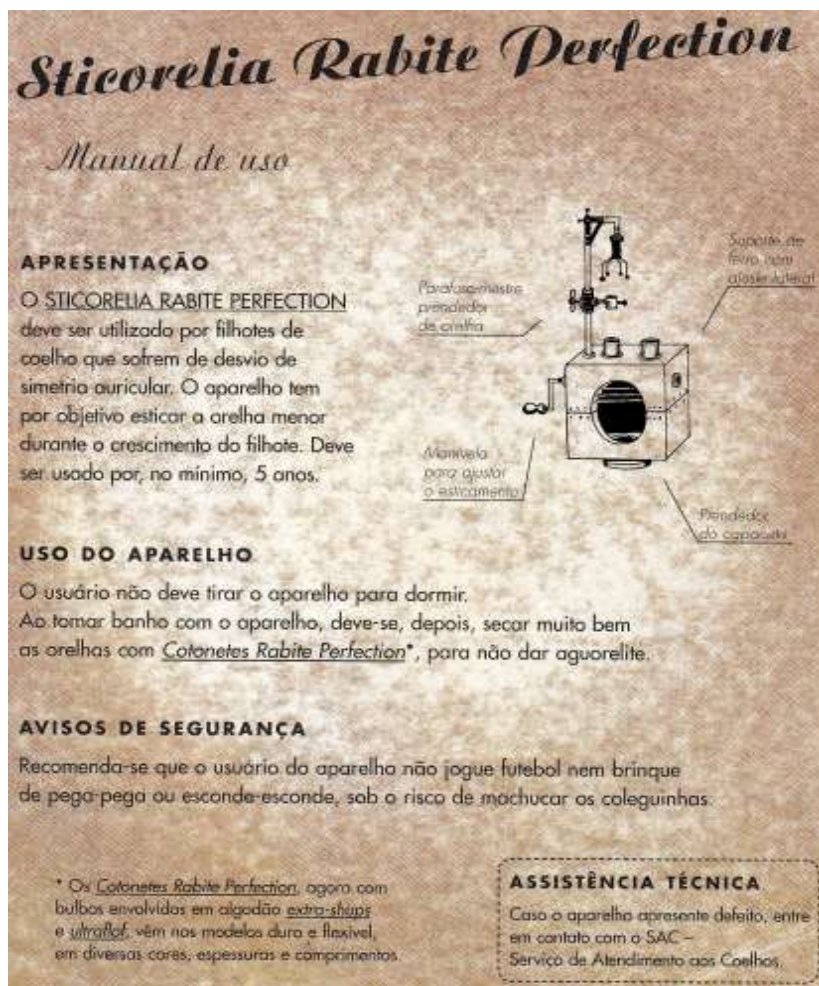 Sticorelia Rabite Perfection
Manual de uso
APRESENTAÇÃO
O STICORELIA RABITE PERFECTION
deve ser utilizado por filhotes de
coelho que sofrem de desvio de
simetria auricular. O aparelho tem
por objetivo esticar a orelha menor
durante o crescimento do filhote. Deve
ser usado por, no mínimo, 5 anos.
Parafuso-mestre
prendedor
de orelha
Suporte de
ferro com
ajuste lateral
Manivela
para ajustar
o esticamento
Prendedor
do capacete
USO DO APARELHO
O usuário não deve tirar o aparelho para dormir.
Ao tomar banho com o aparelho, deve-se, depois, secar muito bem
as orelhas com Cotonetes Rabite Perfection*, para não dar aguorelite.
AVISOS DE SEGURANÇA
Recomenda-se que o usuário do aparelho não jogue futebol nem brinque
de pega-pega ou esconde-esconde, sob o risco de machucar os coleguinhas.
* Os Cotonetes Rabite Perfection, agora com
bulbos envolvidos em algodão extra-shups
e ultraflof, vêm nos modelos duro e flexível,
em diversas cores, espessuras e comprimentos.
ASSISTÊNCIA TÉCNICA
Caso o aparelho apresente defeito, entre
em contato com o SAC –
Serviço de Atendimento aos Coelhos.